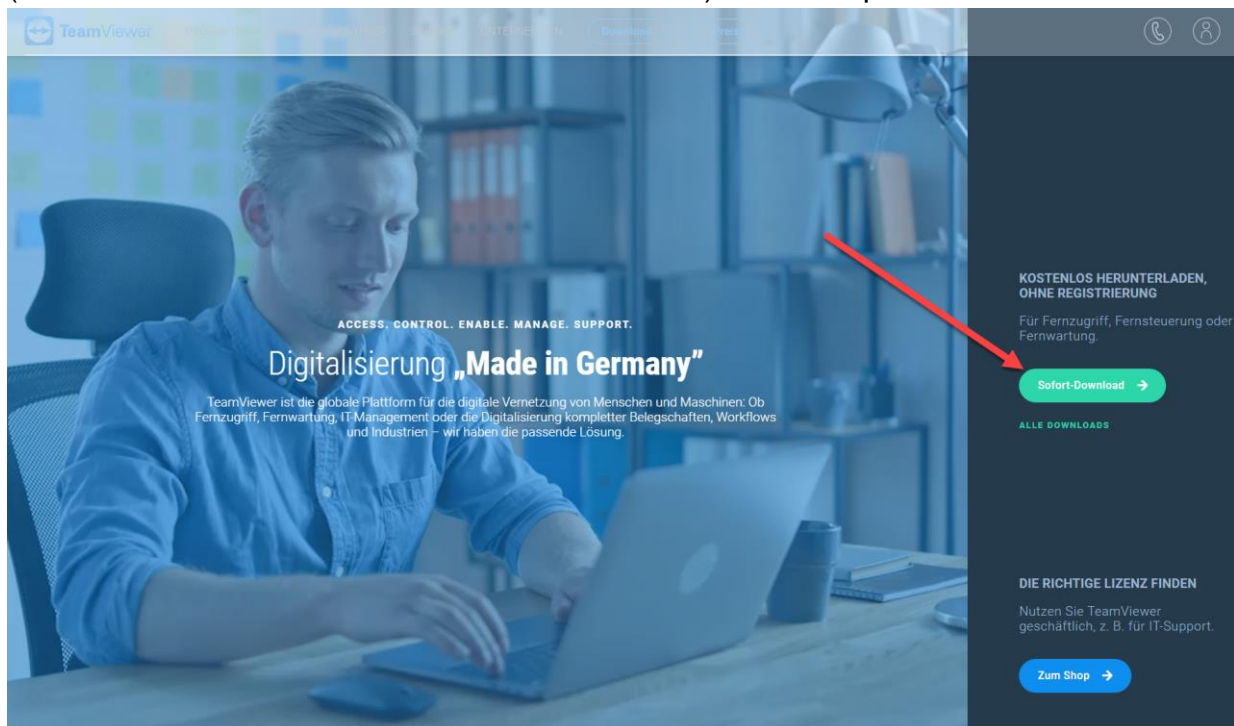 TeamViewer
UNTERNEHMEN Download
ACCESS. CONTROL. ENABLE. MANAGE. SUPPORT.
Digitalisierung „Made in Germany”
TeamViewer ist die globale Plattform für die digitale Vernetzung von Menschen und Maschinen: Ob
Fernzugriff, Fernwartung, IT-Management oder die Digitalisierung kompletter Belegschaften, Workflows
und Industrien – wir haben die passende Lösung.
KOSTENLOS HERUNTERLADEN,
OHNE REGISTRIERUNG
Für Fernzugriff, Fernsteuerung oder
Fernwartung.
Sofort-Download
ALLE DOWNLOADS
DIE RICHTIGE LIZENZ FINDEN
Nutzen Sie TeamViewer
geschäftlich, z. B. für IT-Support.
Zum Shop